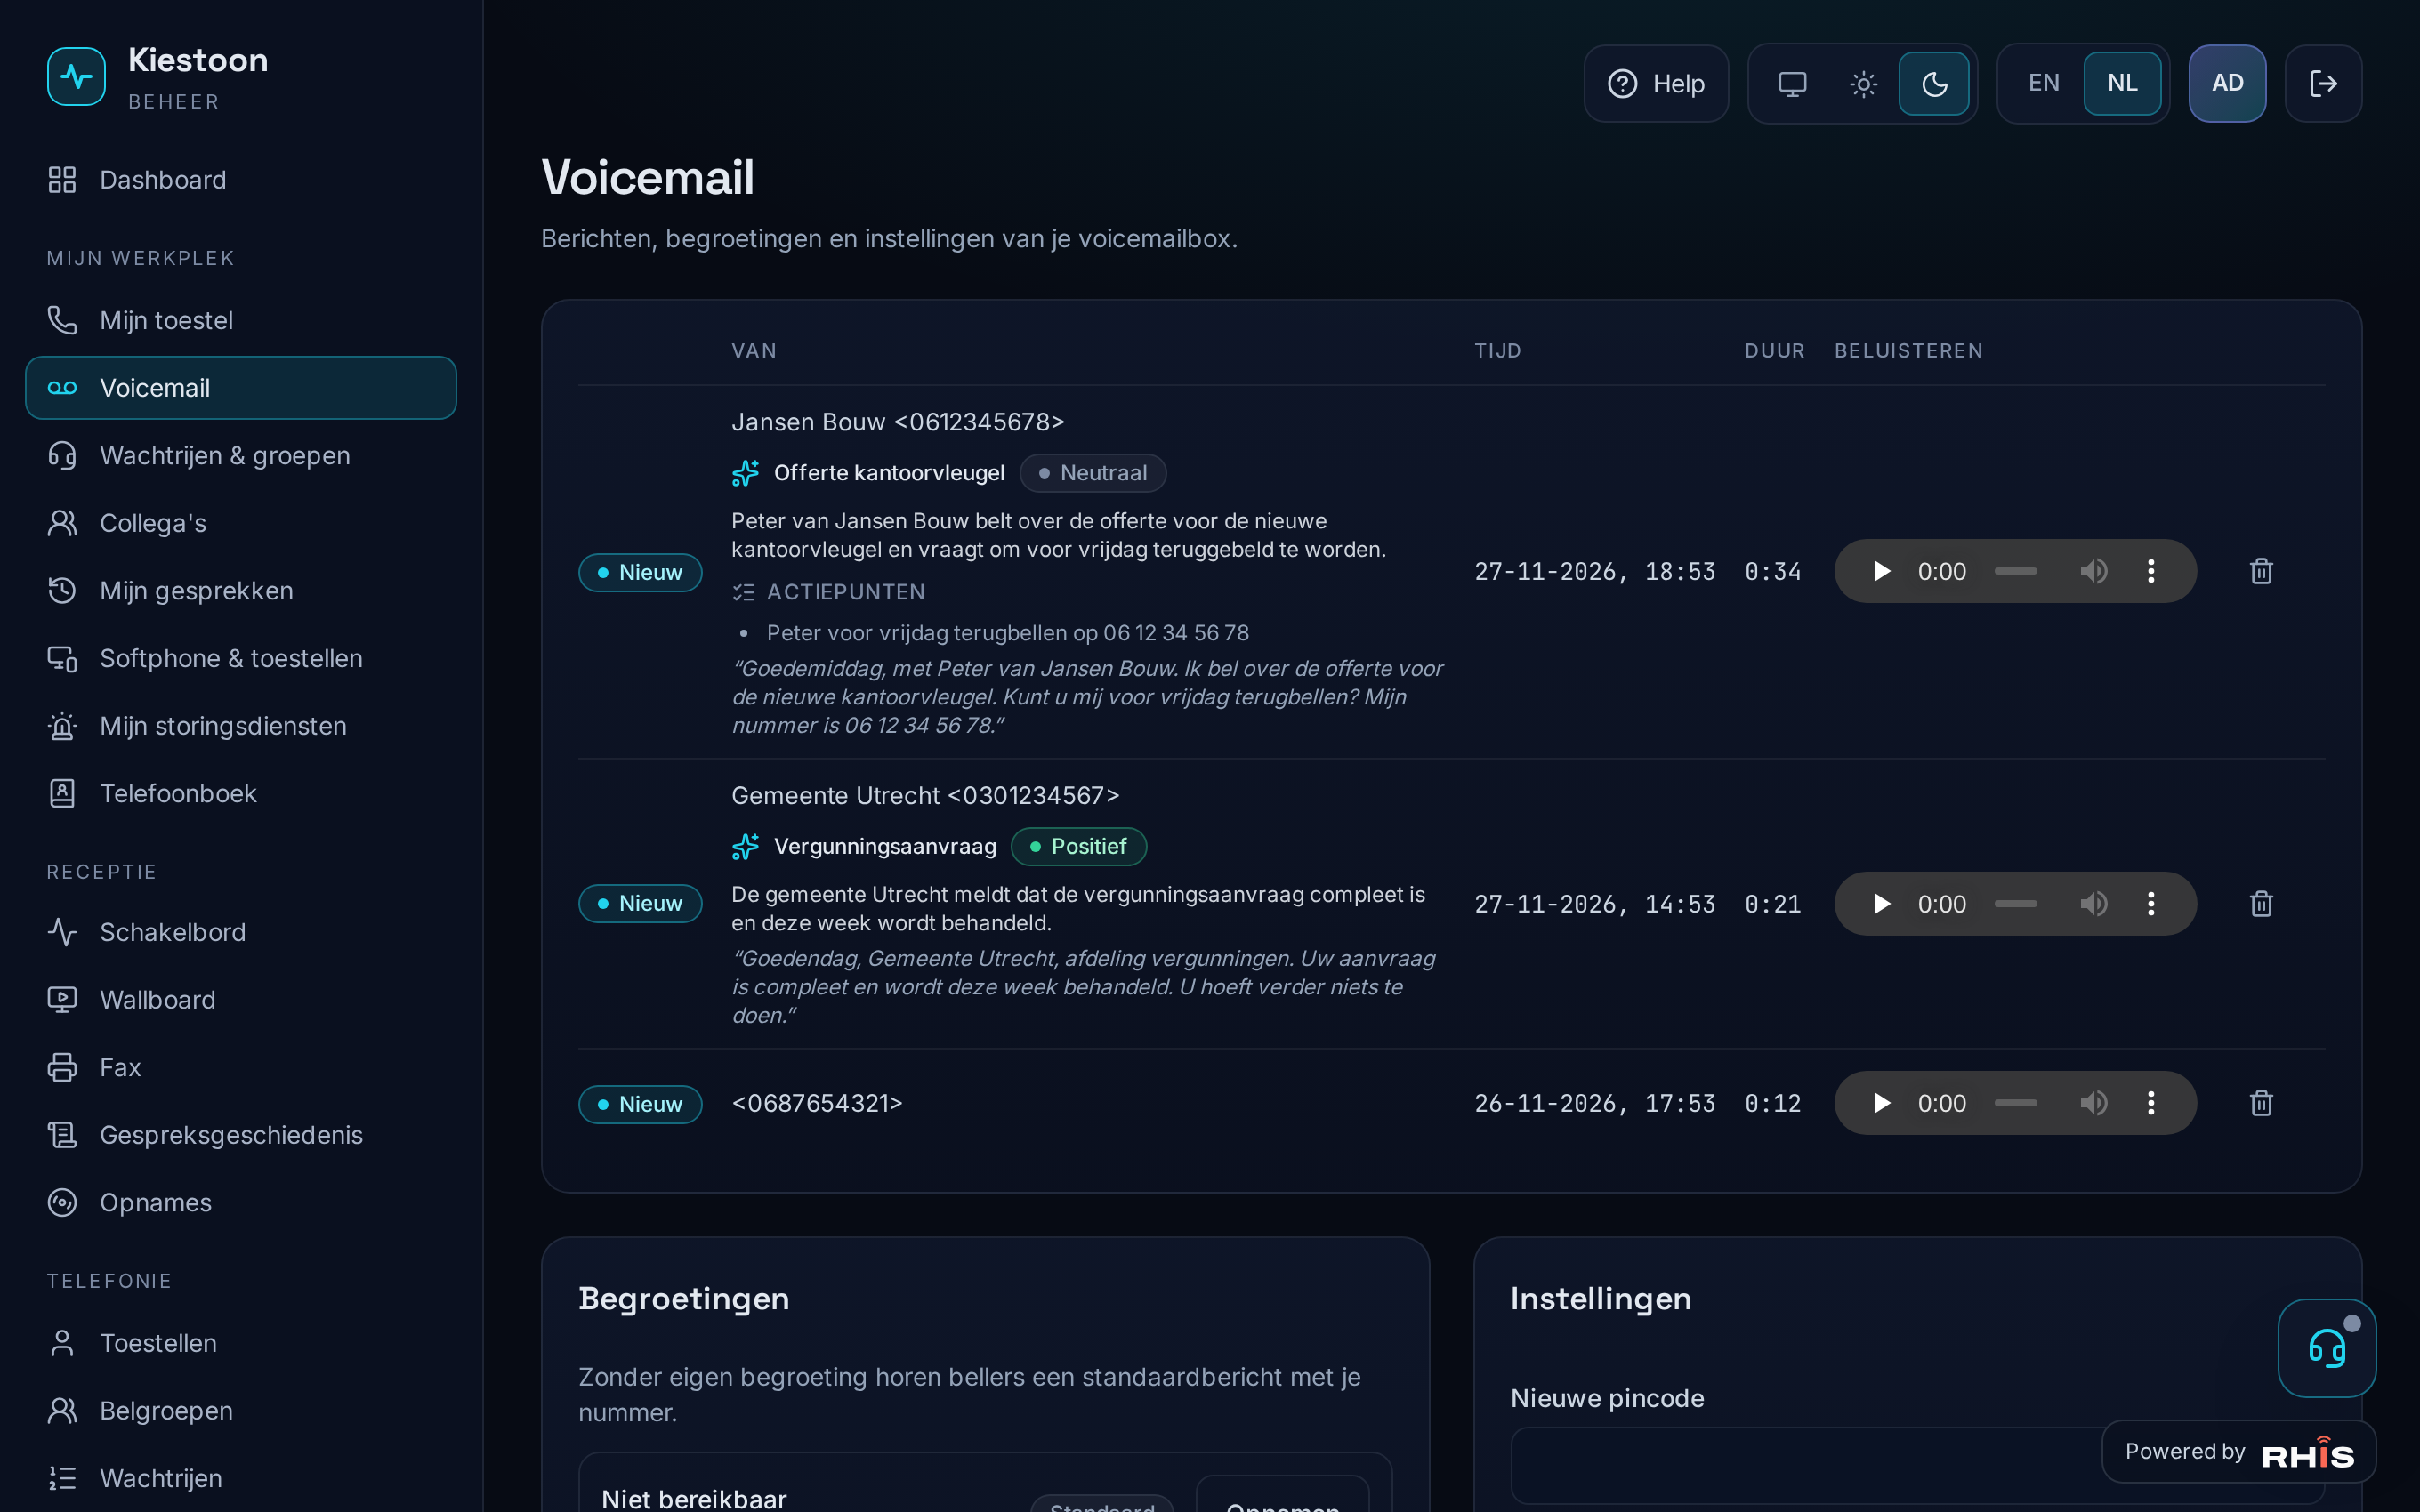 Kiestoon
BEHEER
Dashboard
MIJN WERKPLEK
Mijn toestel
Voicemail
Wachtrijen & groepen
Collega's
Mijn gesprekken
Softphone & toestellen
Mijn storingsdiensten
Telefoonboek
RECEPTIE
Schakelbord
Wallboard
Fax
Gespreksgeschiedenis
Opnames
TELEFONIE
Toestellen
Belgroepen
Wachtrijen
Help
EN
NL
AD
Voicemail
Berichten, begroetingen en instellingen van je voicemailbox.
VAN TIJD DUUR BELUISTEREN
Nieuw
Jansen Bouw <0612345678>
Offerte kantoorvleugel Neutraal
Peter van Jansen Bouw belt over de offerte voor de nieuwe
kantoorvleugel en vraagt om voor vrijdag teruggebeld te worden.
ACTIEPUNTEN
• Peter voor vrijdag terugbellen op 06 12 34 56 78
“Goedemiddag, met Peter van Jansen Bouw. Ik bel over de offerte voor
de nieuwe kantoorvleugel. Kunt u mij voor vrijdag terugbellen? Mijn
nummer is 06 12 34 56 78.”
27-11-2026, 18:53 0:34 0:00
Nieuw
Gemeente Utrecht <0301234567>
Vergunningsaanvraag Positief
De gemeente Utrecht meldt dat de vergunningsaanvraag compleet is
en deze week wordt behandeld.
“Goedendag, Gemeente Utrecht, afdeling vergunningen. Uw aanvraag
is compleet en wordt deze week behandeld. U hoeft verder niets te
doen.”
27-11-2026, 14:53 0:21 0:00
Nieuw <0687654321> 26-11-2026, 17:53 0:12 0:00
Begroetingen
Zonder eigen begroeting horen bellers een standaardbericht met je
nummer.
Niet bereikbaar Standaard Opnemen
Instellingen
Nieuwe pincode
Powered by RHIS